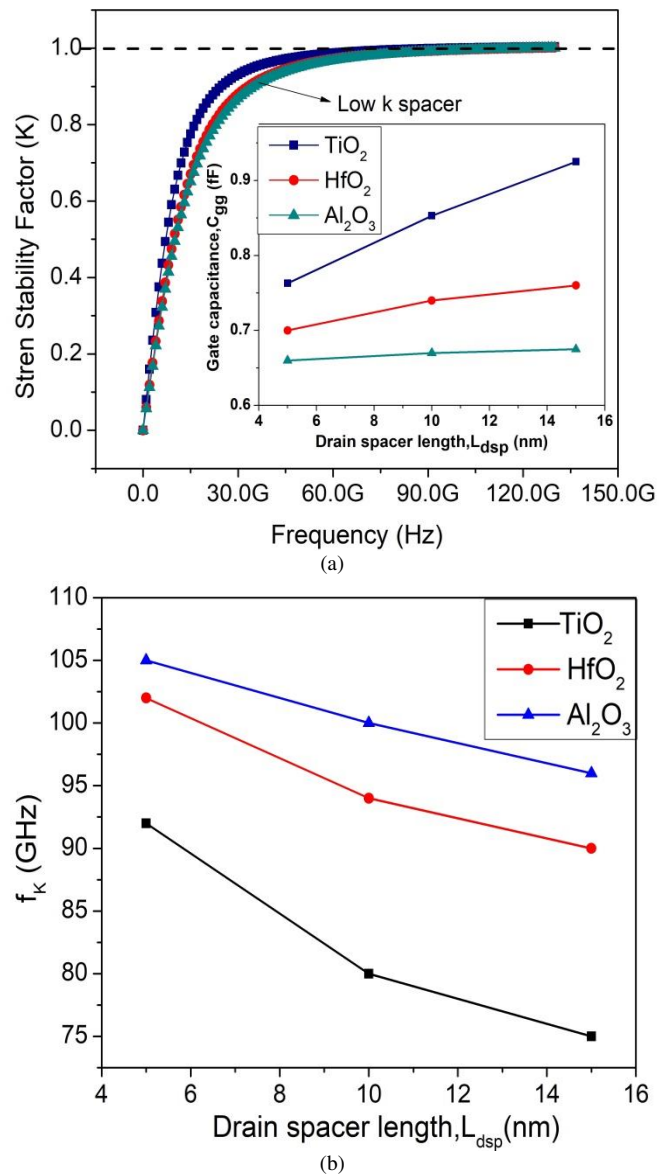 1.0
0.8
0.6
0.4
0.2
0.0
Stren Stability Factor (K)
Low k spacer
TiO₂
HfO₂
Al₂O₃
0.9
0.8
0.7
0.6
Gate capacitance,C_gg (fF)
4 6 8 10 12 14 16
Drain spacer length,L_dsp (nm)
0.0 30.0G 60.0G 90.0G 120.0G 150.0G
Frequency (Hz)
(a)
110
105
100
95
90
85
80
75
f_K (GHz)
TiO₂
HfO₂
Al₂O₃
4 6 8 10 12 14 16
Drain spacer length,L_dsp(nm)
(b)